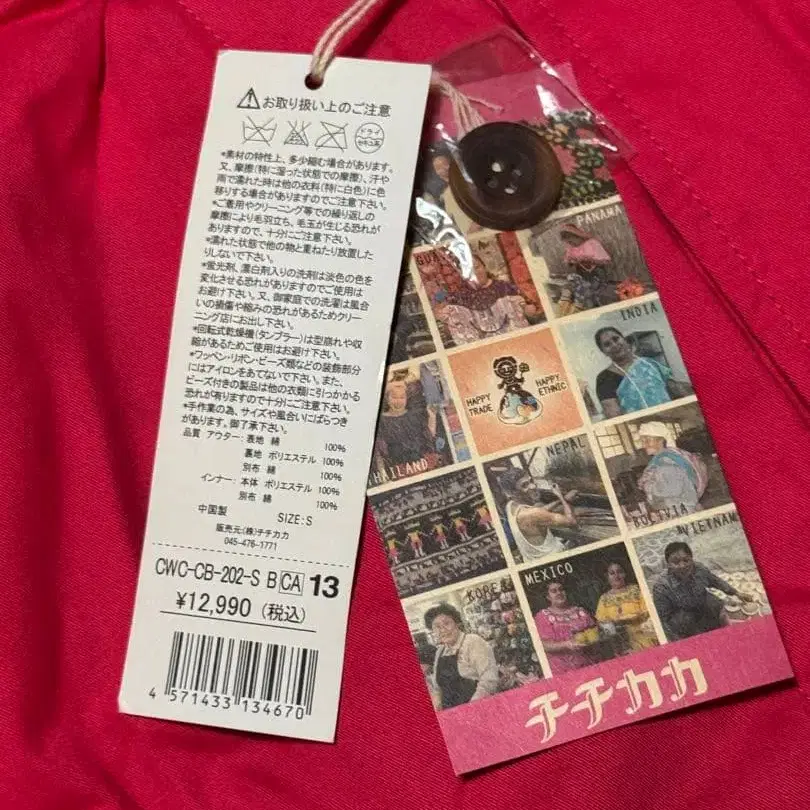 お取り扱い上のご注意
ドライ
セキユ系
*素材の特性上、多少縮む場合があります。
又、摩擦(特に湿った状態での摩擦)、汗や
雨で濡れた時は他の衣料(特に白色)に色
移りする場合がありますのでご注意下さい。
*ご着用やクリーニング等での繰り返しの
摩擦により毛羽立ち、毛玉が生じる恐れが
ありますので、十分にご注意下さい。
*濡れた状態で他の物と重ねたり放置した
りしないで下さい。
*蛍光剤、漂白剤入りの洗剤は淡色の色を
変化させる恐れがありますのでご使用は
お避け下さい。又、御家庭での洗濯は風合
いの損傷や縮みの恐れがあるためクリー
ニング店にお出し下さい。
*回転式乾燥機(タンブラー)は型崩れや収
縮があるためご使用はお避け下さい。
*ワッペン・リボン・ビーズ類などの装飾部分
にはアイロンをあてないで下さい。また、
ビーズ付きの製品は他の衣類に引っかかる
恐れが有りますので十分にご注意下さい。
*手作業の為、サイズや風合いにばらつき
があります。御了承下さい。
品質 アウター:表地 綿 100%
裏地 ポリエステル 100%
別布 綿 100%
インナー:本体 ポリエステル 100%
別布 綿 100%
中国製 SIZE:S
販売元:(株)チチカカ
045-476-1771
CWC-CB-202-S B CA 13
¥12,990 (税込)
4 571433 134670
PANAMA
GUA
INDIA
HAPPY
TRADE
HAPPY
ETHNIC
THAILAND
NEPAL
BOLIVIA
VIETNAM
KOREA
MEXICO
チチカカ